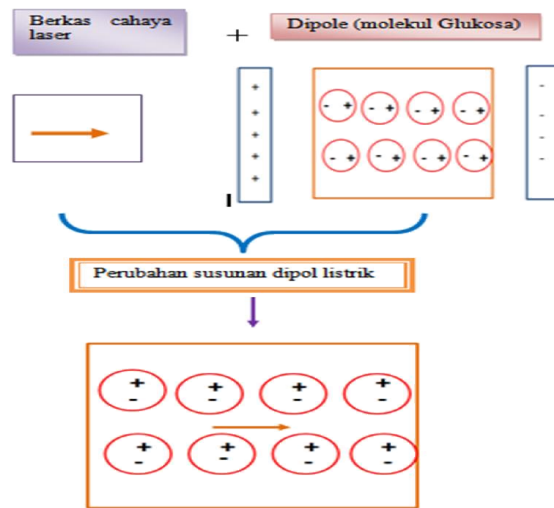 Berkas cahaya
laser
+
Dipole (molekul Glukosa)
+
+
+
+
+
- + - + - + - +
- + - + - + - +
-
-
-
-
Perubahan susunan dipol listrik
+ + + +
- - - -
+ + + +
- - - -